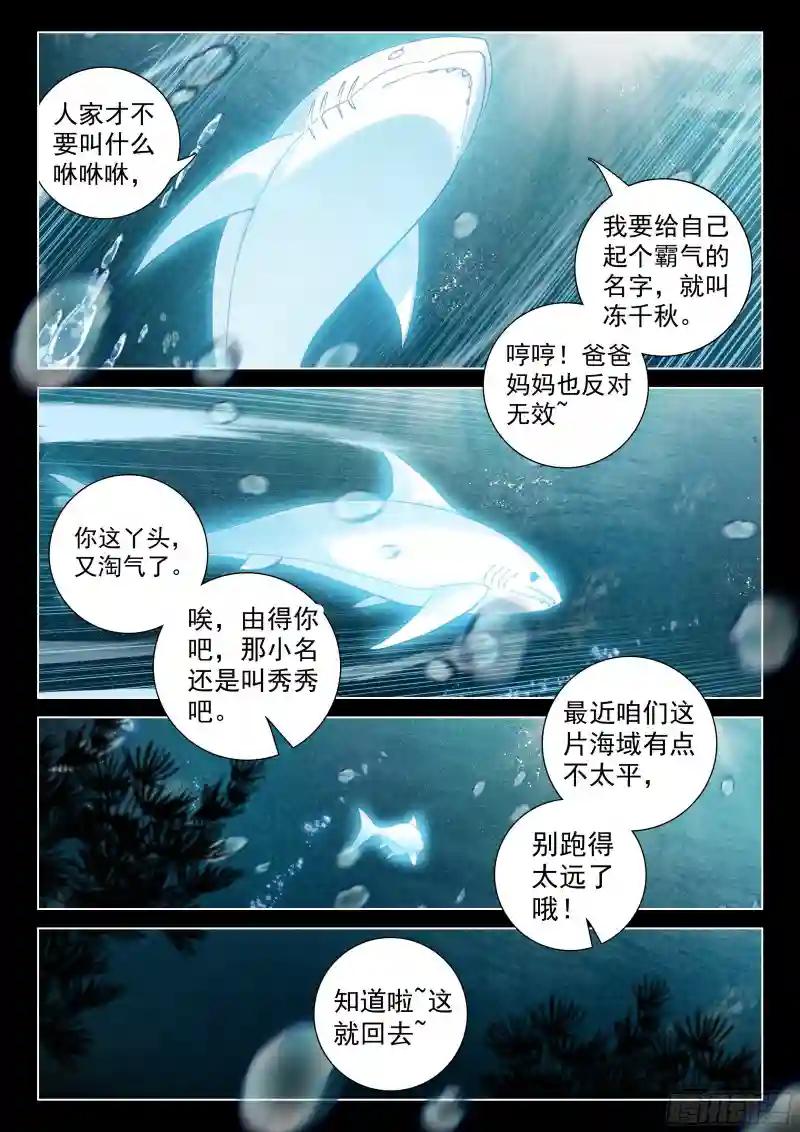 人家才不
要叫什么
咻咻咻，
我要给自己
起个霸气的
名字，就叫
冻千秋。
哼哼！爸爸
妈妈也反对
无效~
你这丫头，
又淘气了。
唉，由得你
吧，那小名
还是叫秀秀
吧。
最近咱们这
片海域有点
不太平，
别跑得
太远了
哦！
知道啦~这
就回去~